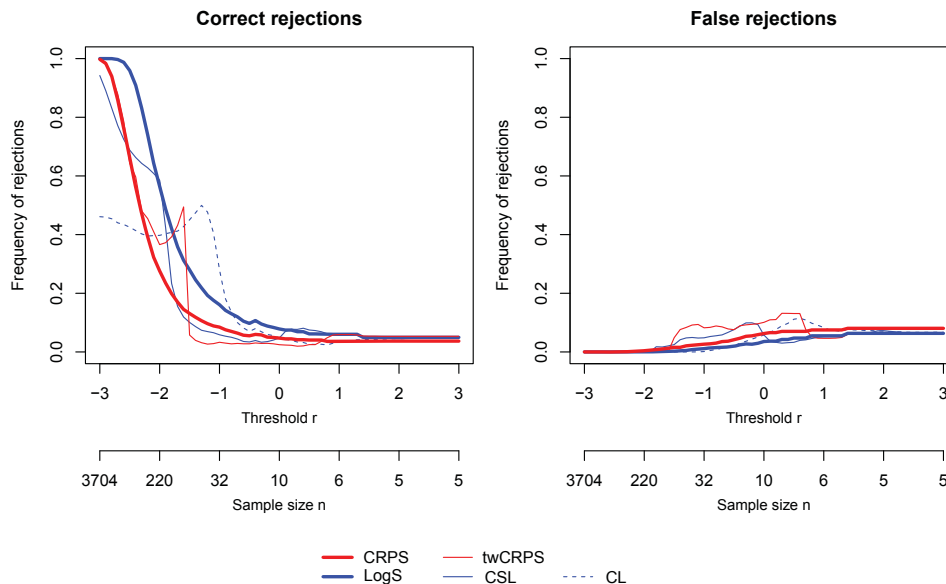 Correct rejections
Frequency of rejections
0.0 0.2 0.4 0.6 0.8 1.0
−3 −2 −1 0 1 2 3
Threshold r
3704 220 32 10 6 5 5
Sample size n
False rejections
Frequency of rejections
0.0 0.2 0.4 0.6 0.8 1.0
−3 −2 −1 0 1 2 3
Threshold r
3704 220 32 10 6 5 5
Sample size n
CRPS twCRPS
LogS CSL CL